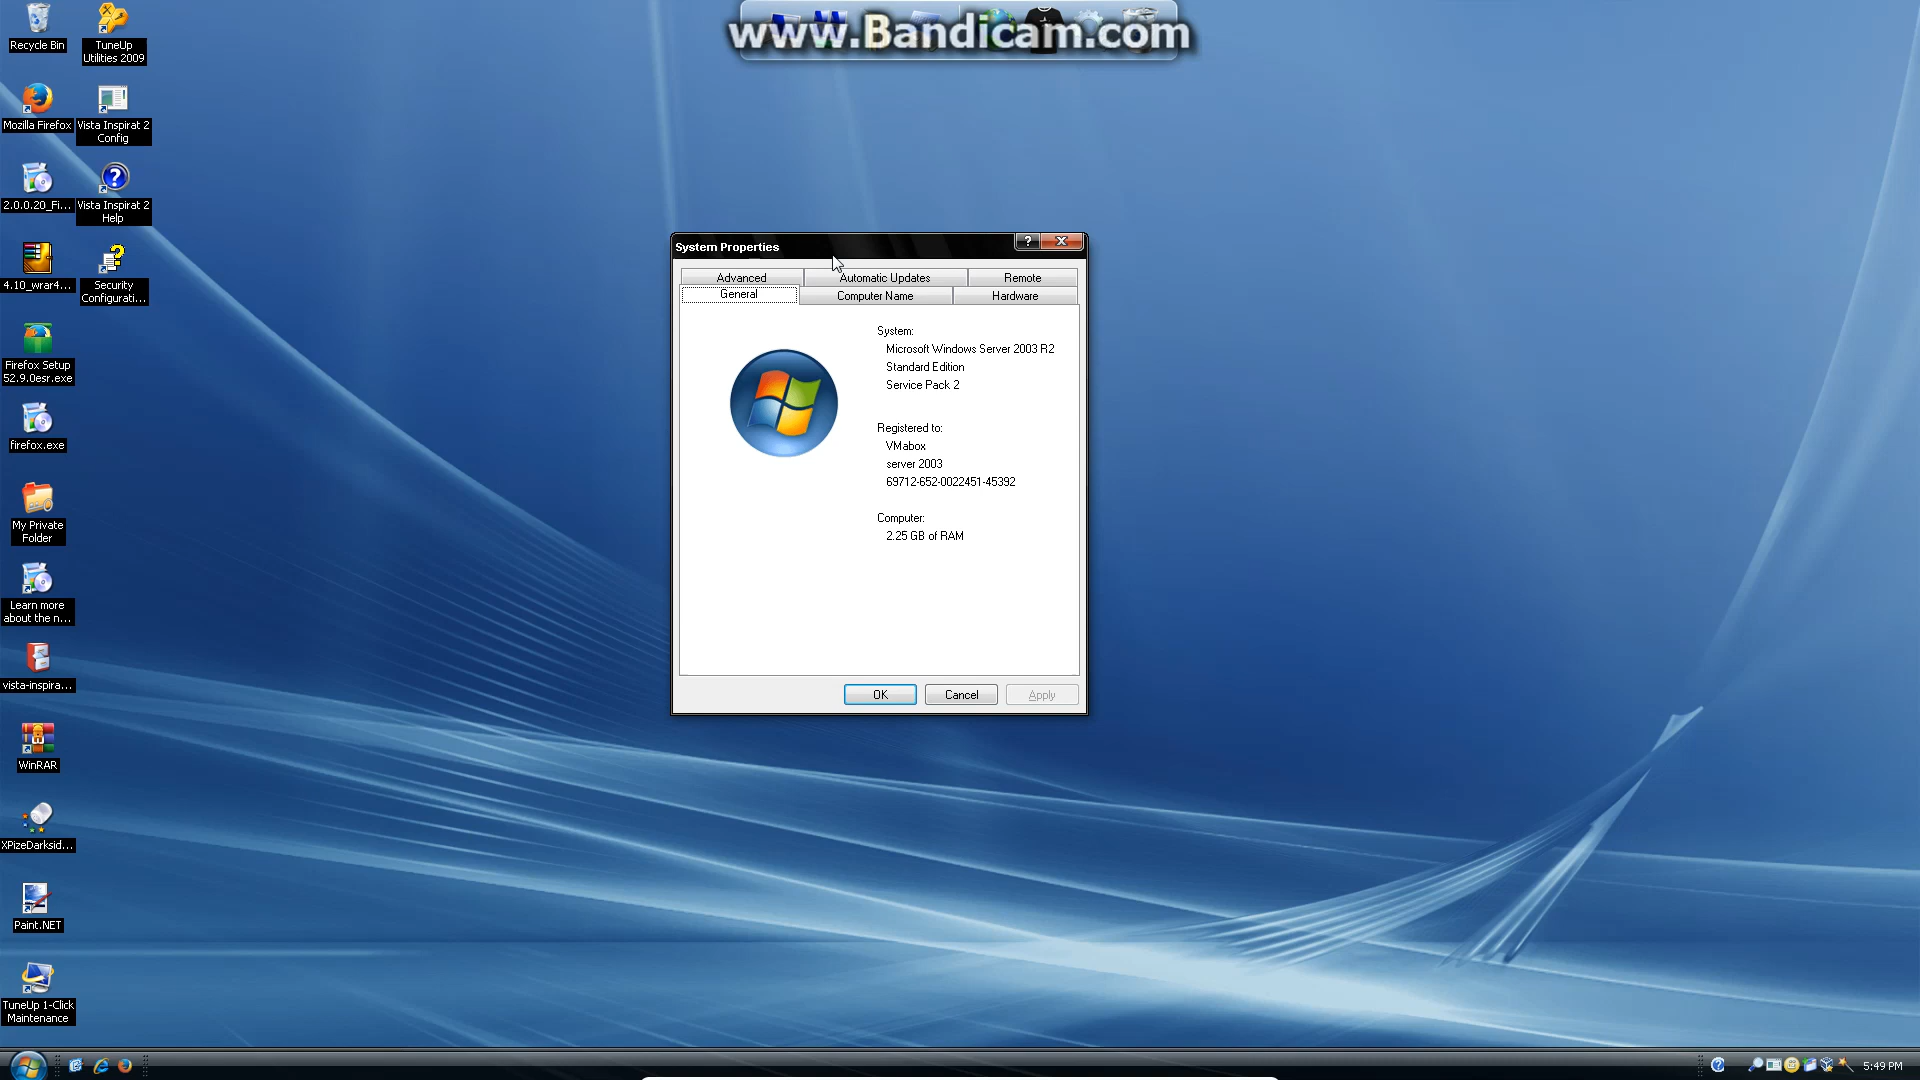 www.Bandicam.com
Recycle Bin
TuneUp
Utilities 2009
Mozilla Firefox
Vista Inspirat 2
Config
2.0.0.20_Fi...
Vista Inspirat 2
Help
4.10_wrar4...
Security
Configurati...
Firefox Setup
52.9.0esr.exe
firefox.exe
My Private
Folder
Learn more
about the n...
vista-inspira...
WinRAR
XPizeDarksid...
Paint.NET
TuneUp 1-Click
Maintenance
System Properties
Advanced
Automatic Updates
Remote
General
Computer Name
Hardware
System:
Microsoft Windows Server 2003 R2
Standard Edition
Service Pack 2
Registered to:
VMabox
server 2003
69712-652-0022451-45392
Computer:
2.25 GB of RAM
OK
Cancel
Apply
5:49 PM